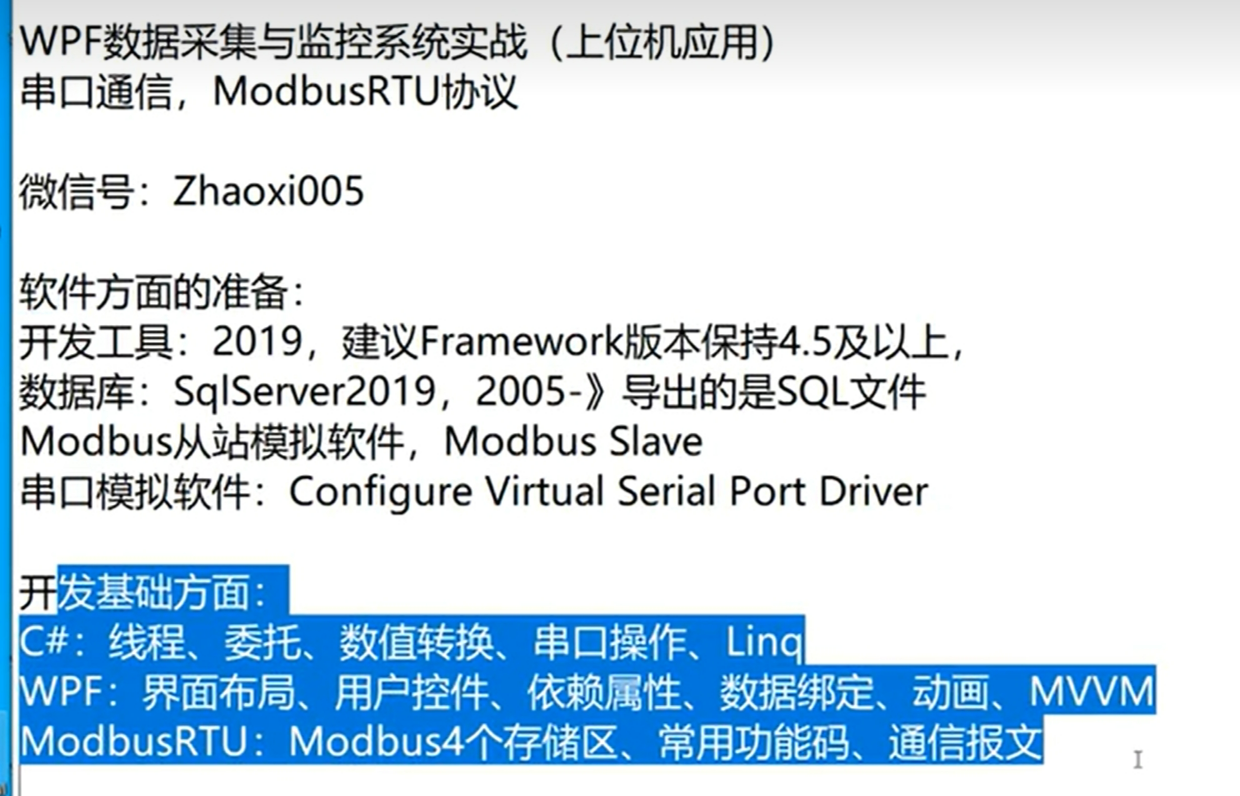 WPF数据采集与监控系统实战（上位机应用）
串口通信，ModbusRTU协议
微信号：Zhaoxi005
软件方面的准备：
开发工具：2019，建议Framework版本保持4.5及以上，
数据库：SqlServer2019，2005-》导出的是SQL文件
Modbus从站模拟软件，Modbus Slave
串口模拟软件：Configure Virtual Serial Port Driver
开发基础方面：
C#：线程、委托、数值转换、串口操作、Linq
WPF：界面布局、用户控件、依赖属性、数据绑定、动画、MVVM
ModbusRTU：Modbus4个存储区、常用功能码、通信报文